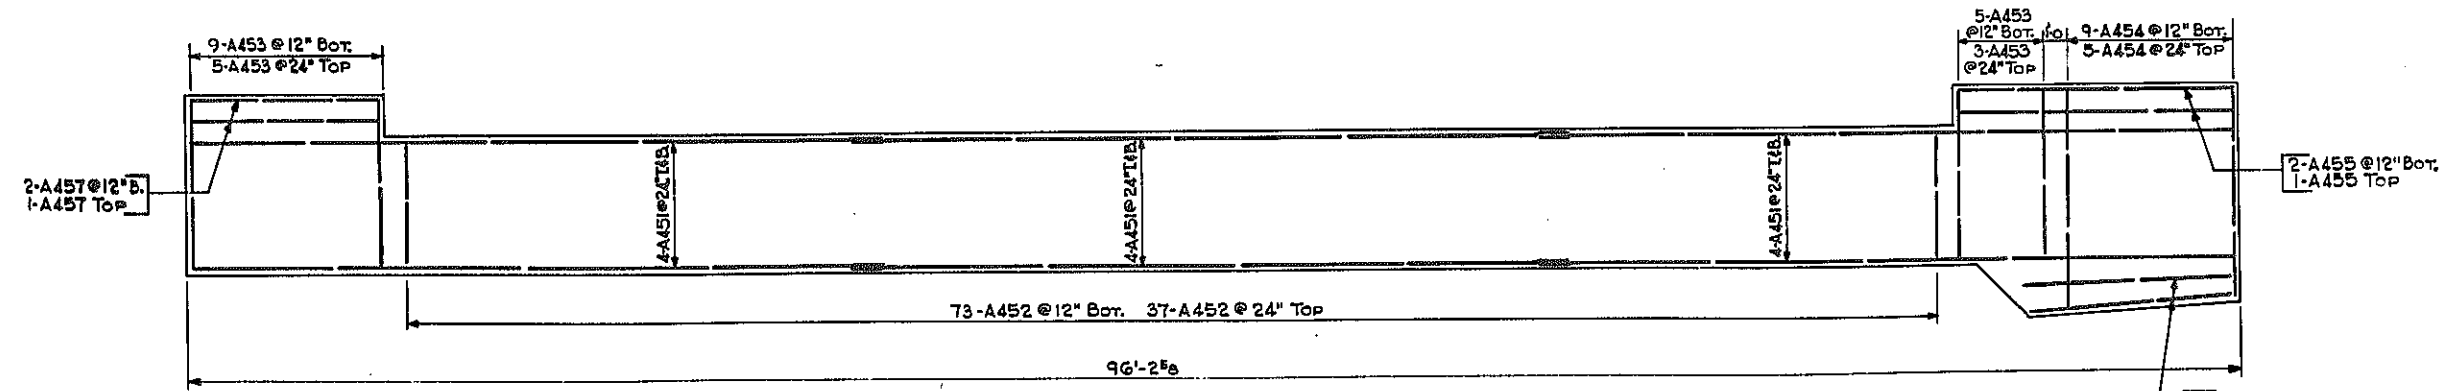 9-A453 @ 12" BOT.
5-A453 @ 24" TOP
5-A453
@12" BOT.
3-A453
@24" TOP
9-A454 @ 12" BOT.
5-A454 @ 24" TOP
2-A457 @ 12" B.
1-A457 TOP
4-A451 @ 24" T&B.
4-A451 @ 24" T&B.
4-A451 @ 24" T&B.
2-A455 @ 12" BOT.
1-A455 TOP
73-A452 @ 12" BOT. 37-A452 @ 24" TOP
96'-2⅝